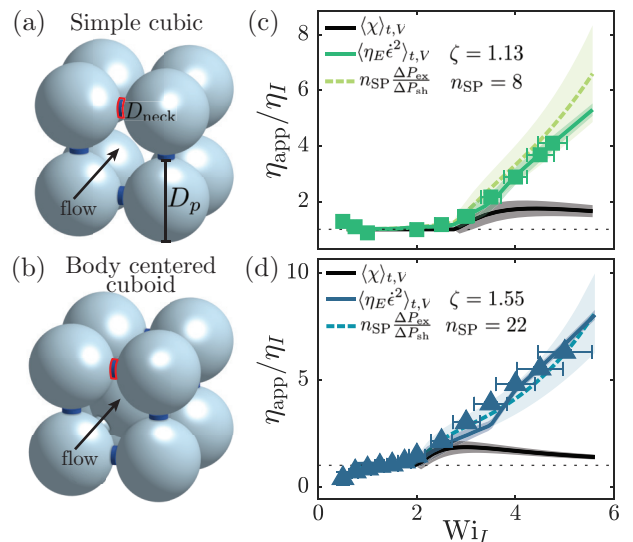 (a) Simple cubic
D_neck
D_p
flow
(b) Body centered
cuboid
flow
(c)
⟨χ⟩_{t,V}
⟨η_E ε̇²⟩_{t,V} ζ = 1.13
n_SP ΔP_ex/ΔP_sh n_SP = 8
η_app/η_I
6
4
2
(d)
⟨χ⟩_{t,V}
⟨η_E ε̇²⟩_{t,V} ζ = 1.55
n_SP ΔP_ex/ΔP_sh n_SP = 22
η_app/η_I
10
5
0
0 2 4 6
Wi_I